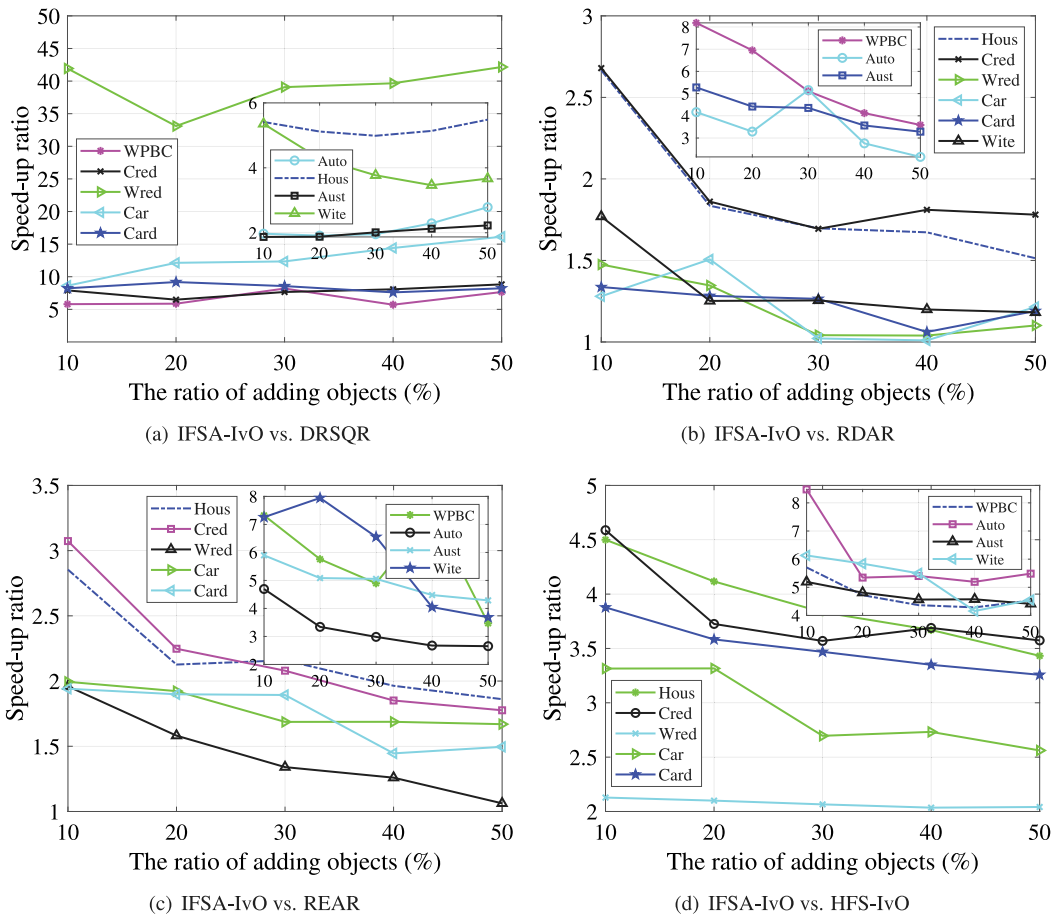 50
45
40
35
30
25
20
15
10
5
Speed-up ratio
WPBC
Cred
Wred
Car
Card
6
4
2
Auto
Hous
Aust
Wite
10 20 30 40 50
10 20 30 40 50
The ratio of adding objects (%)
(a) IFSA-IvO vs. DRSQR
3
2.5
2
1.5
1
Speed-up ratio
10 20 30 40 50
8
7
6
5
4
3
WPBC
Auto
Aust
Hous
Cred
Wred
Car
Card
Wite
10 20 30 40 50
The ratio of adding objects (%)
(b) IFSA-IvO vs. RDAR
3.5
3
2.5
2
1.5
1
Speed-up ratio
Hous
Cred
Wred
Car
Card
8
7
6
5
4
3
2
WPBC
Auto
Aust
Wite
10 20 30 40 50
10 20 30 40 50
The ratio of adding objects (%)
(c) IFSA-IvO vs. REAR
5
4.5
4
3.5
3
2.5
2
Speed-up ratio
8
7
6
5
4
3
WPBC
Auto
Aust
Wite
10 20 30 40 50
Hous
Cred
Wred
Car
Card
10 20 30 40 50
The ratio of adding objects (%)
(d) IFSA-IvO vs. HFS-IvO